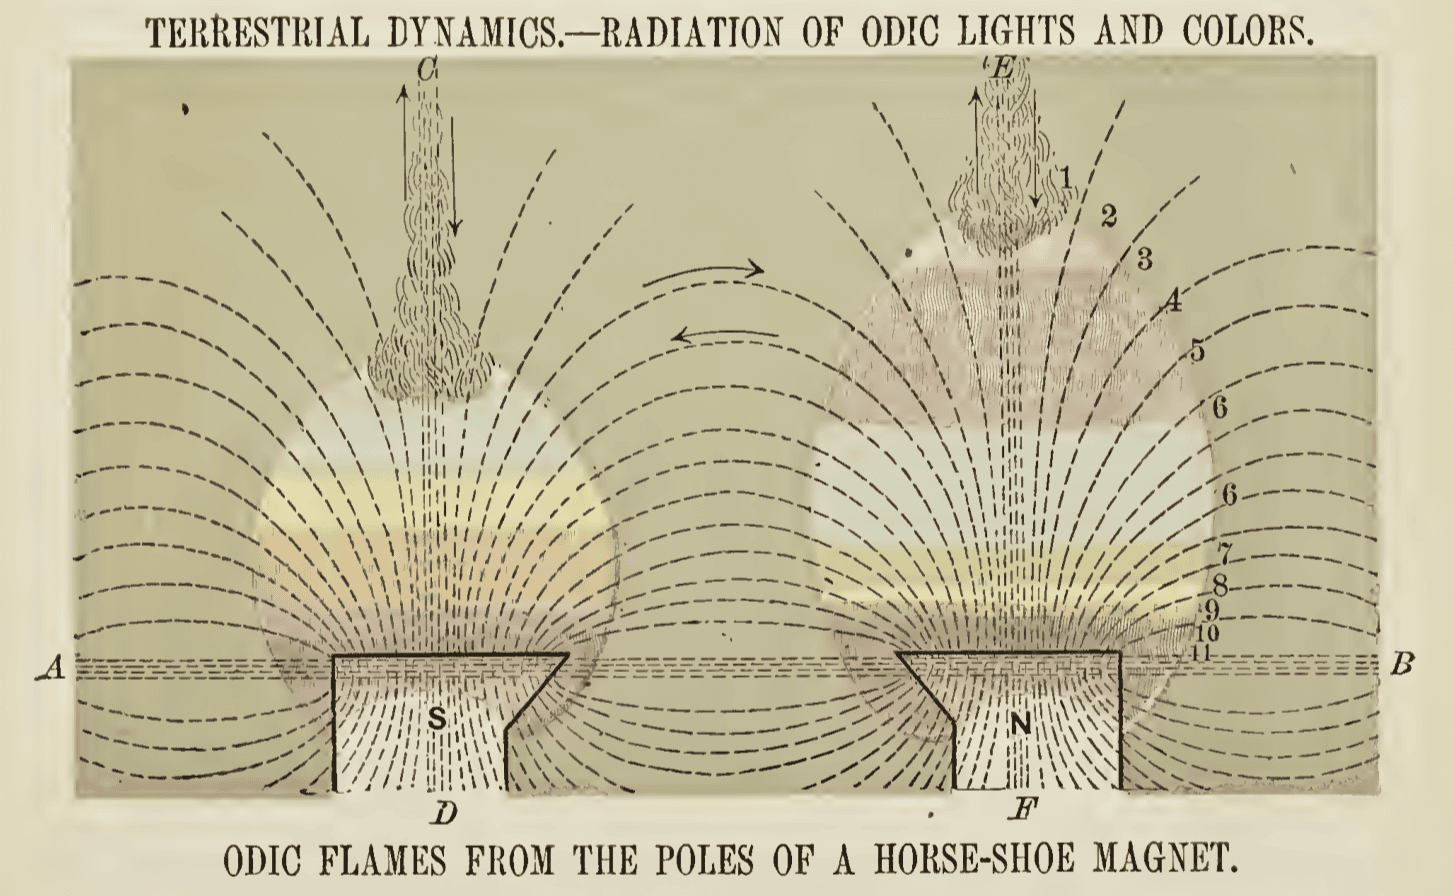 TERRESTRIAL DYNAMICS.—RADIATION OF ODIC LIGHTS AND COLORS.
C
E
1
2
3
4
5
6
6
7
8
9
10
11
A
B
S
N
D
F
ODIC FLAMES FROM THE POLES OF A HORSE-SHOE MAGNET.